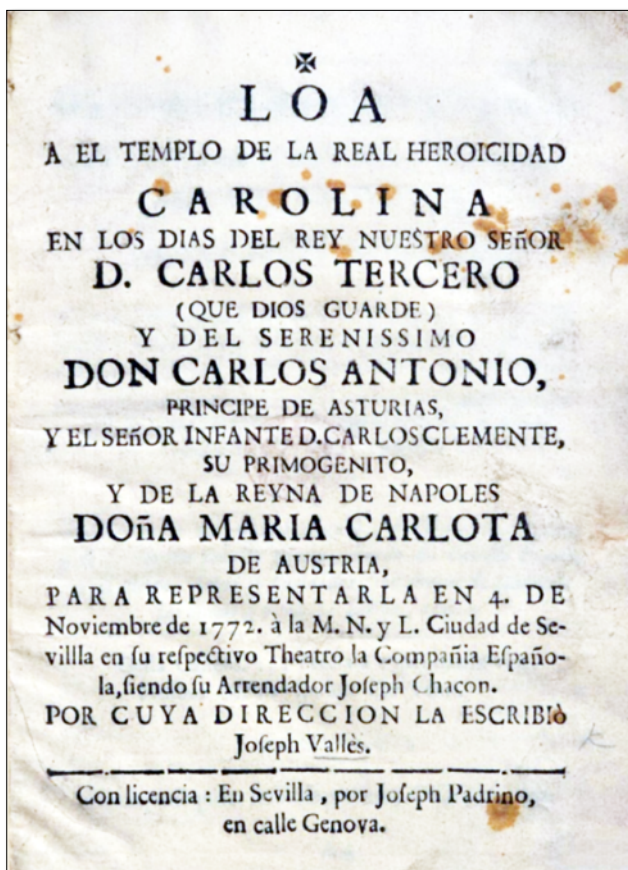 ✠
LOA
A EL TEMPLO DE LA REAL HEROICIDAD
CAROLINA
EN LOS DIAS DEL REY NUESTRO SEñOR
D. CARLOS TERCERO
(QUE DIOS GUARDE)
Y DEL SERENISSIMO
DON CARLOS ANTONIO,
PRINCIPE DE ASTURIAS,
Y EL SEñOR INFANTE D. CARLOS CLEMENTE,
SU PRIMOGENITO,
Y DE LA REYNA DE NAPOLES
DOñA MARIA CARLOTA
DE AUSTRIA,
PARA REPRESENTARLA EN 4. DE
Noviembre de 1772. à la M. N. y L. Ciudad de Se-
villla en ſu reſpectivo Theatro la Compañia Eſpaño-
la, ſiendo ſu Arrendador Joſeph Chacon.
POR CUYA DIRECCION LA ESCRIBIò
Joſeph Vallès.
Con licencia : En Sevilla , por Joſeph Padrino,
en calle Genova.